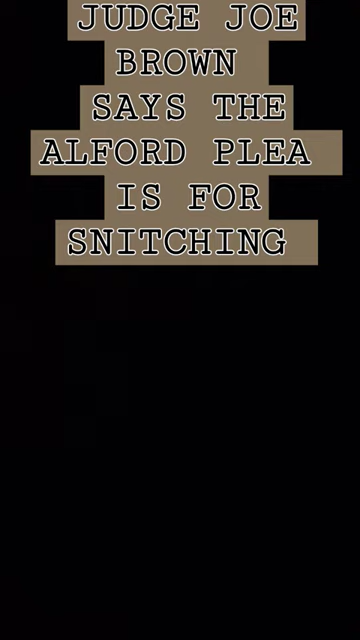 JUDGE JOE
BROWN
SAYS THE
ALFORD PLEA
IS FOR
SNITCHING